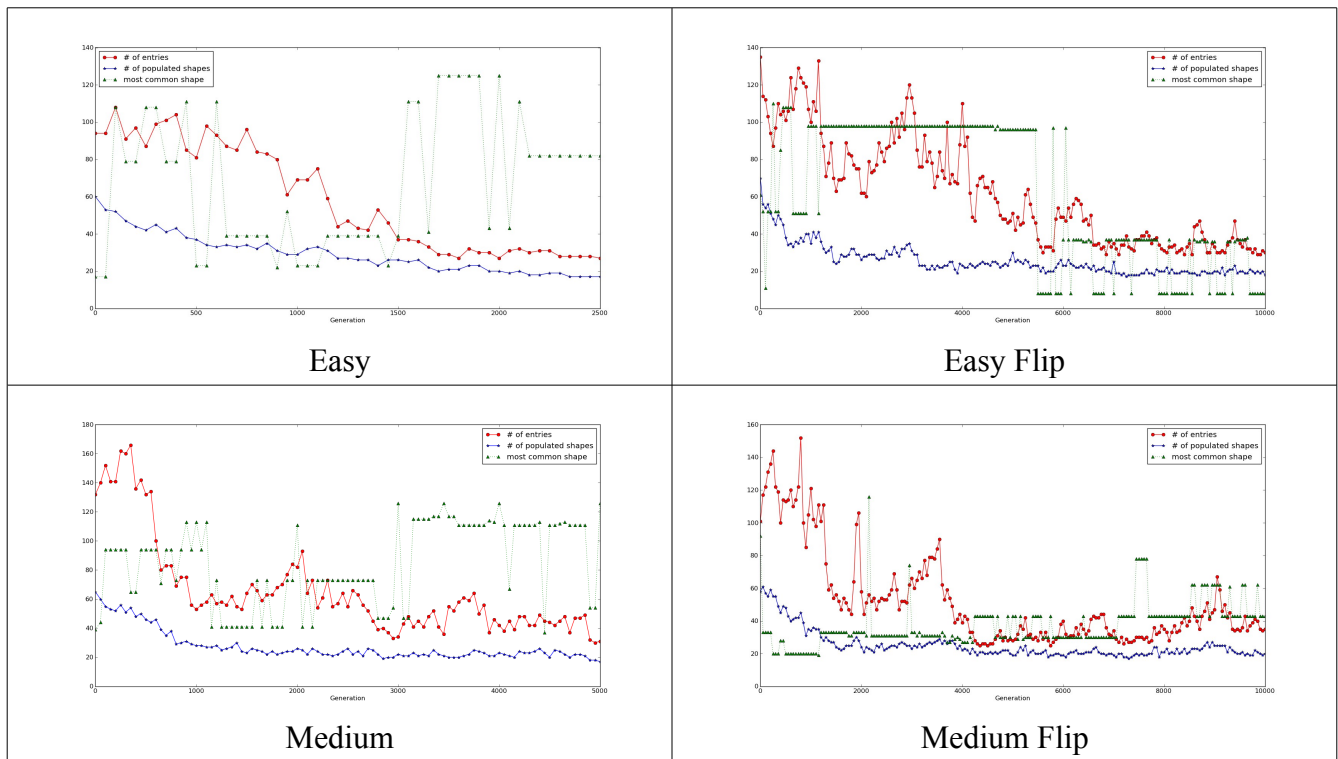 140
120
100
80
60
40
20
0
# of entries
# of populated shapes
most common shape
0 500 1000 1500 2000 2500
Generation
Easy
140
120
100
80
60
40
20
0
# of entries
# of populated shapes
most common shape
0 2000 4000 6000 8000 10000
Generation
Easy Flip
180
160
140
120
100
80
60
40
20
0
# of entries
# of populated shapes
most common shape
0 1000 2000 3000 4000 5000
Generation
Medium
160
140
120
100
80
60
40
20
0
# of entries
# of populated shapes
most common shape
0 2000 4000 6000 8000 10000
Generation
Medium Flip